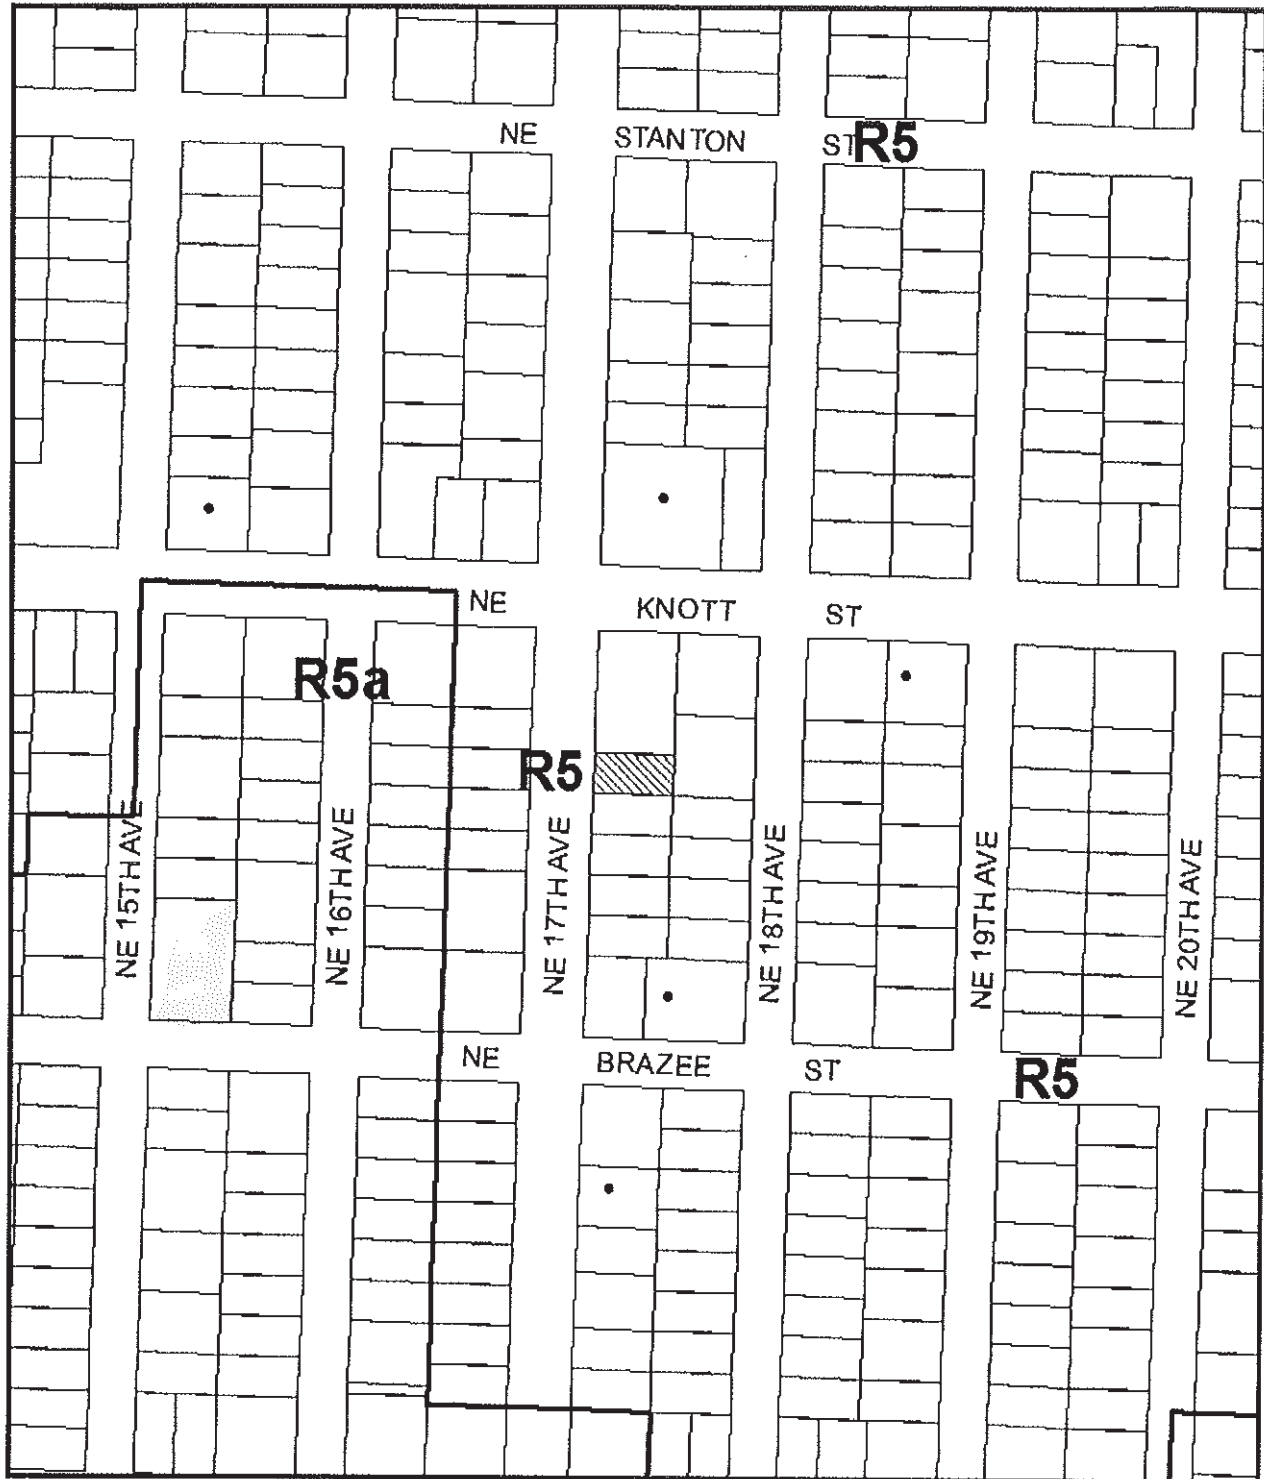 NE STANTON ST
R5
NE KNOTT ST
R5a
R5
NE 15TH AVE
NE 16TH AVE
NE 17TH AVE
NE 18TH AVE
NE 19TH AVE
NE 20TH AVE
NE BRAZEE ST
R5